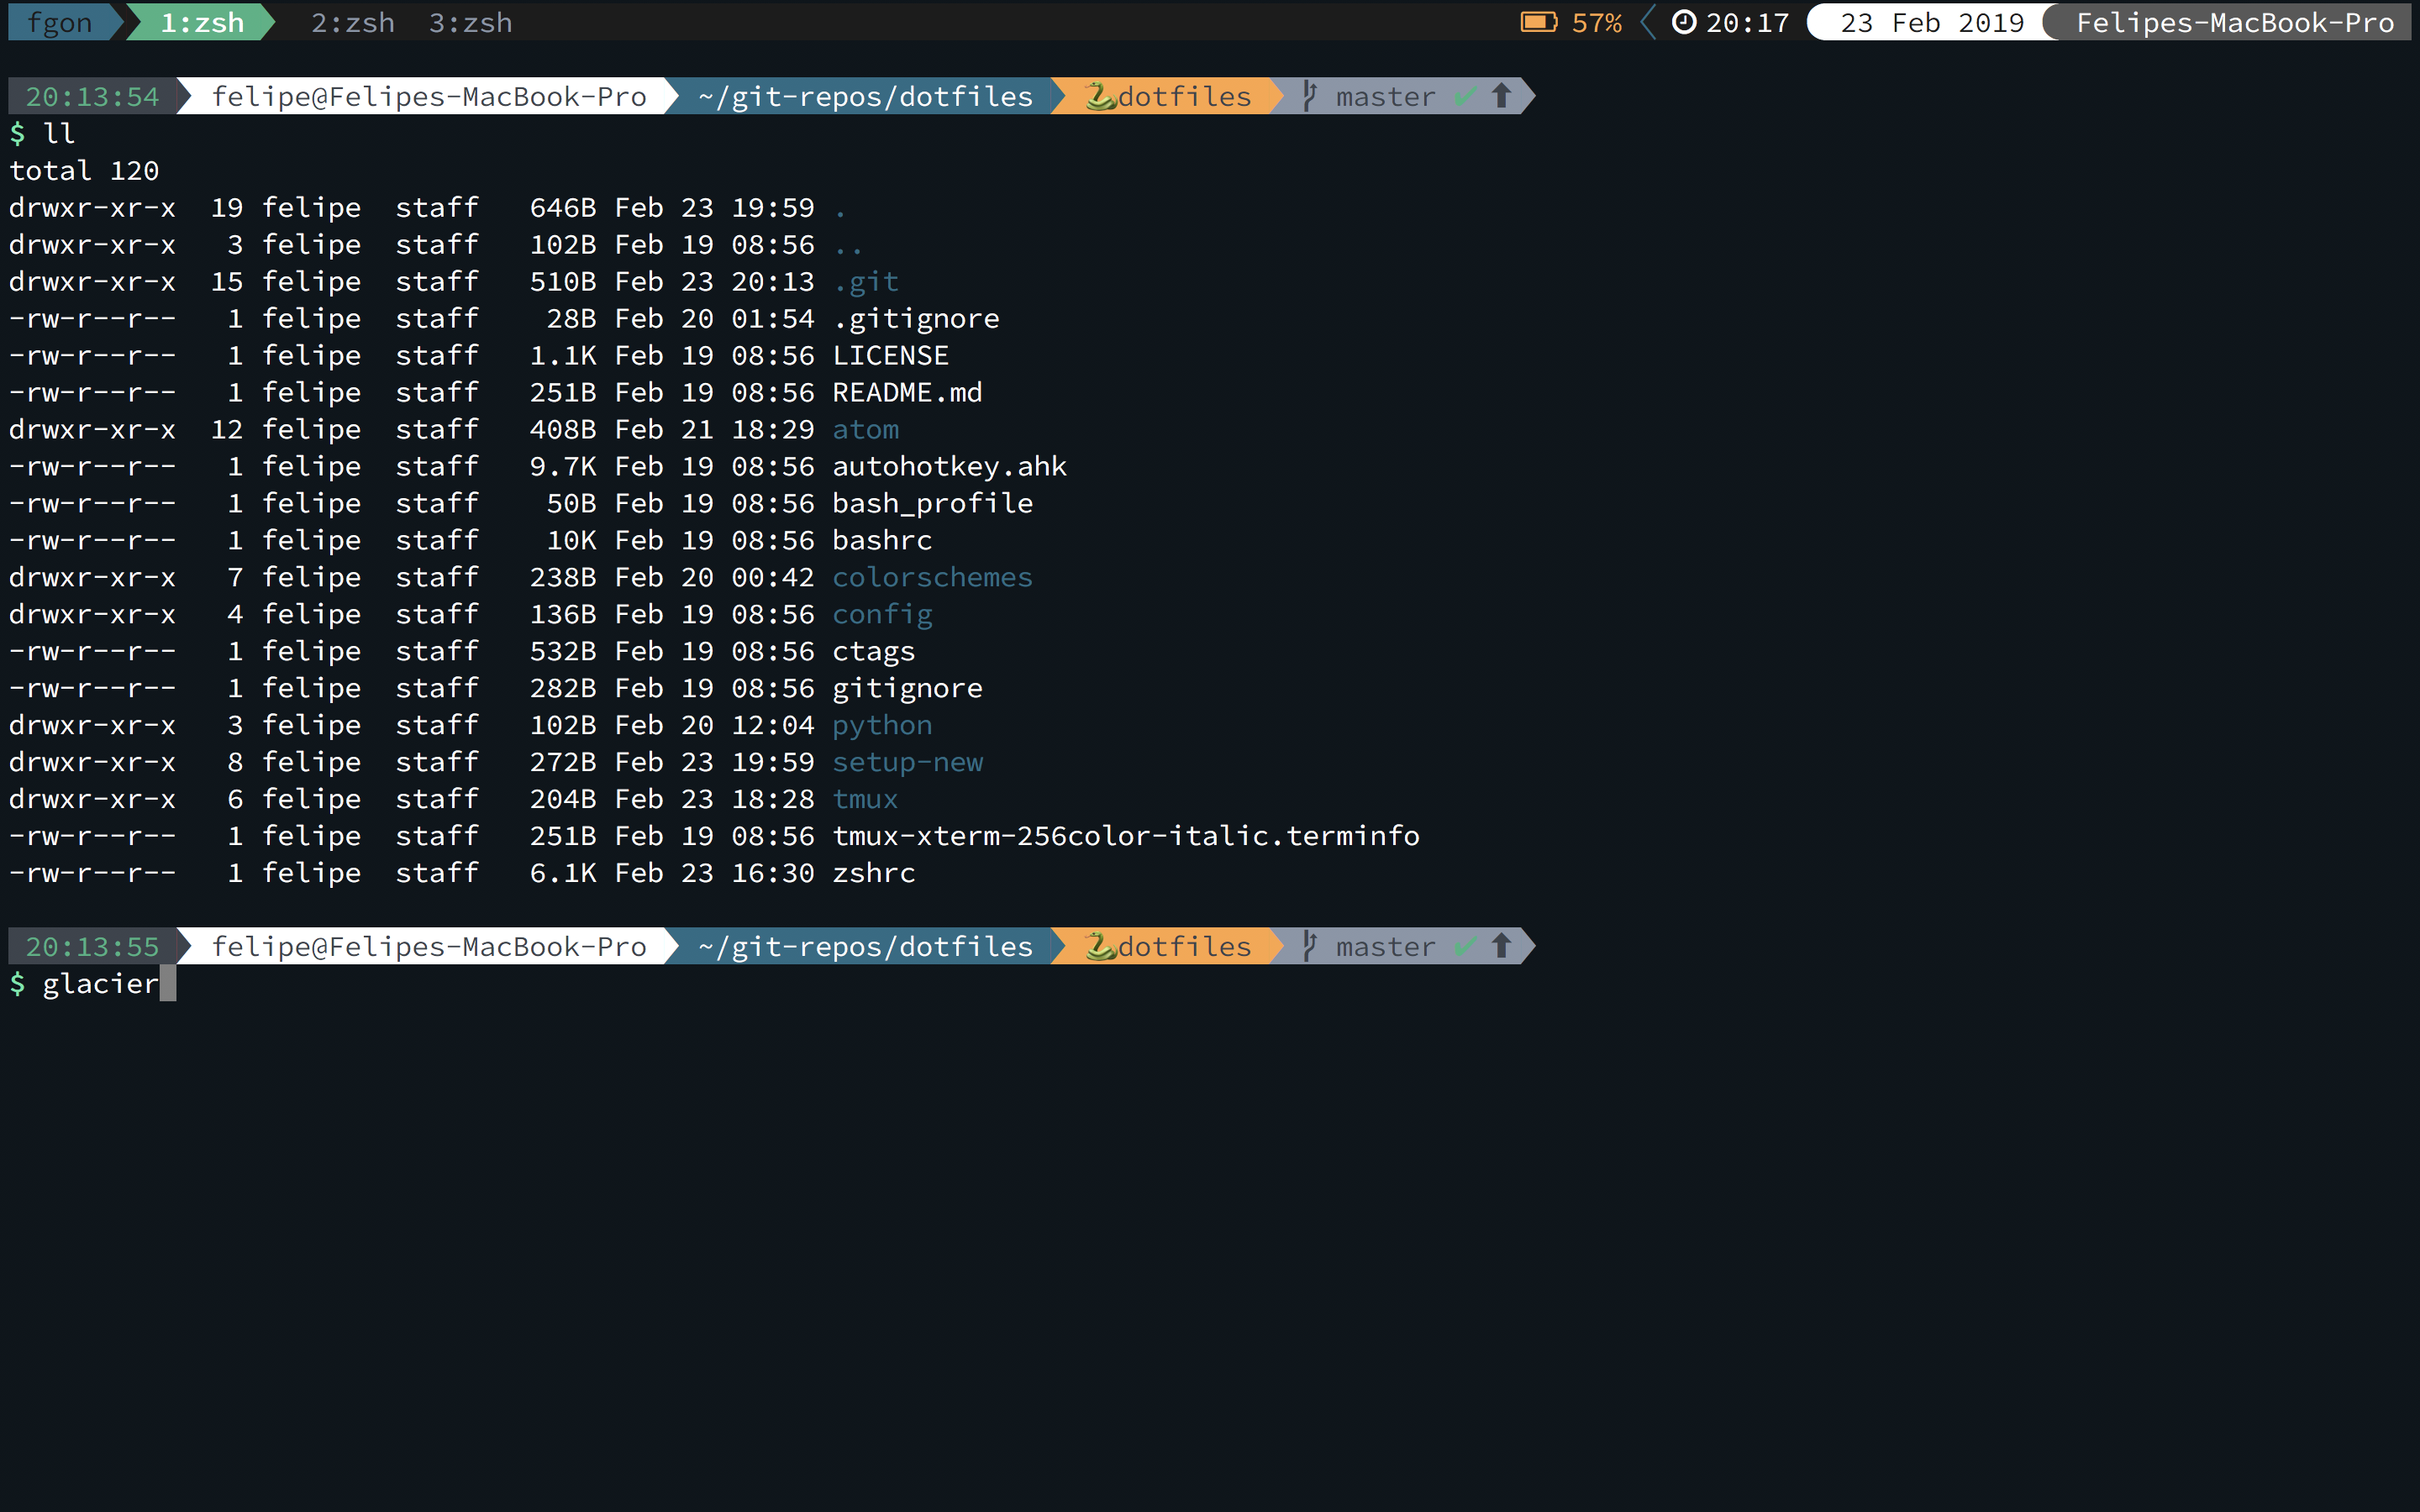 fgon 1:zsh 2:zsh 3:zsh 57% 20:17 23 Feb 2019 Felipes-MacBook-Pro
20:13:54 felipe@Felipes-MacBook-Pro ~/git-repos/dotfiles 🐍dotfiles master ✔ ⬆
$ ll
total 120
drwxr-xr-x  19 felipe  staff   646B Feb 23 19:59 .
drwxr-xr-x   3 felipe  staff   102B Feb 19 08:56 ..
drwxr-xr-x  15 felipe  staff   510B Feb 23 20:13 .git
-rw-r--r--   1 felipe  staff    28B Feb 20 01:54 .gitignore
-rw-r--r--   1 felipe  staff   1.1K Feb 19 08:56 LICENSE
-rw-r--r--   1 felipe  staff   251B Feb 19 08:56 README.md
drwxr-xr-x  12 felipe  staff   408B Feb 21 18:29 atom
-rw-r--r--   1 felipe  staff   9.7K Feb 19 08:56 autohotkey.ahk
-rw-r--r--   1 felipe  staff    50B Feb 19 08:56 bash_profile
-rw-r--r--   1 felipe  staff    10K Feb 19 08:56 bashrc
drwxr-xr-x   7 felipe  staff   238B Feb 20 00:42 colorschemes
drwxr-xr-x   4 felipe  staff   136B Feb 19 08:56 config
-rw-r--r--   1 felipe  staff   532B Feb 19 08:56 ctags
-rw-r--r--   1 felipe  staff   282B Feb 19 08:56 gitignore
drwxr-xr-x   3 felipe  staff   102B Feb 20 12:04 python
drwxr-xr-x   8 felipe  staff   272B Feb 23 19:59 setup-new
drwxr-xr-x   6 felipe  staff   204B Feb 23 18:28 tmux
-rw-r--r--   1 felipe  staff   251B Feb 19 08:56 tmux-xterm-256color-italic.terminfo
-rw-r--r--   1 felipe  staff   6.1K Feb 23 16:30 zshrc
20:13:55 felipe@Felipes-MacBook-Pro ~/git-repos/dotfiles 🐍dotfiles master ✔ ⬆
$ glacier